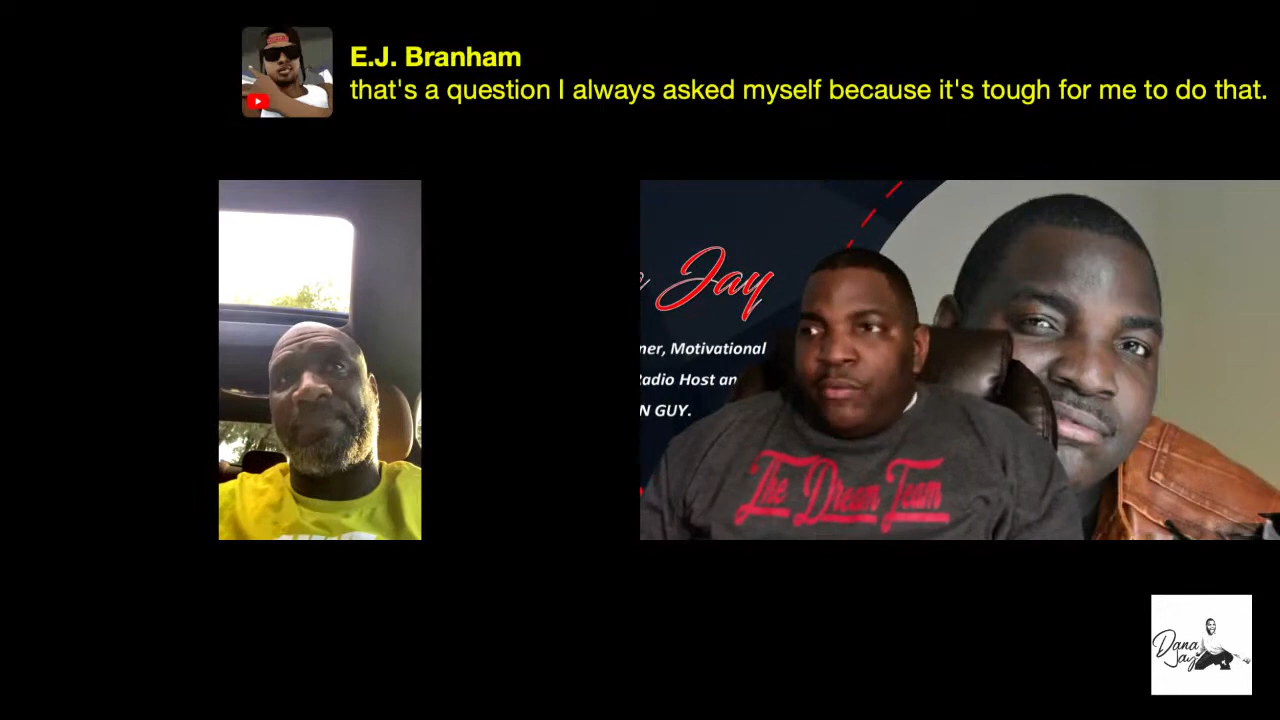 E.J. Branham
that's a question I always asked myself because it's tough for me to do that.
Jay
ner, Motivational
Radio Host an
N GUY.
The Dream Team
Dana
Jay